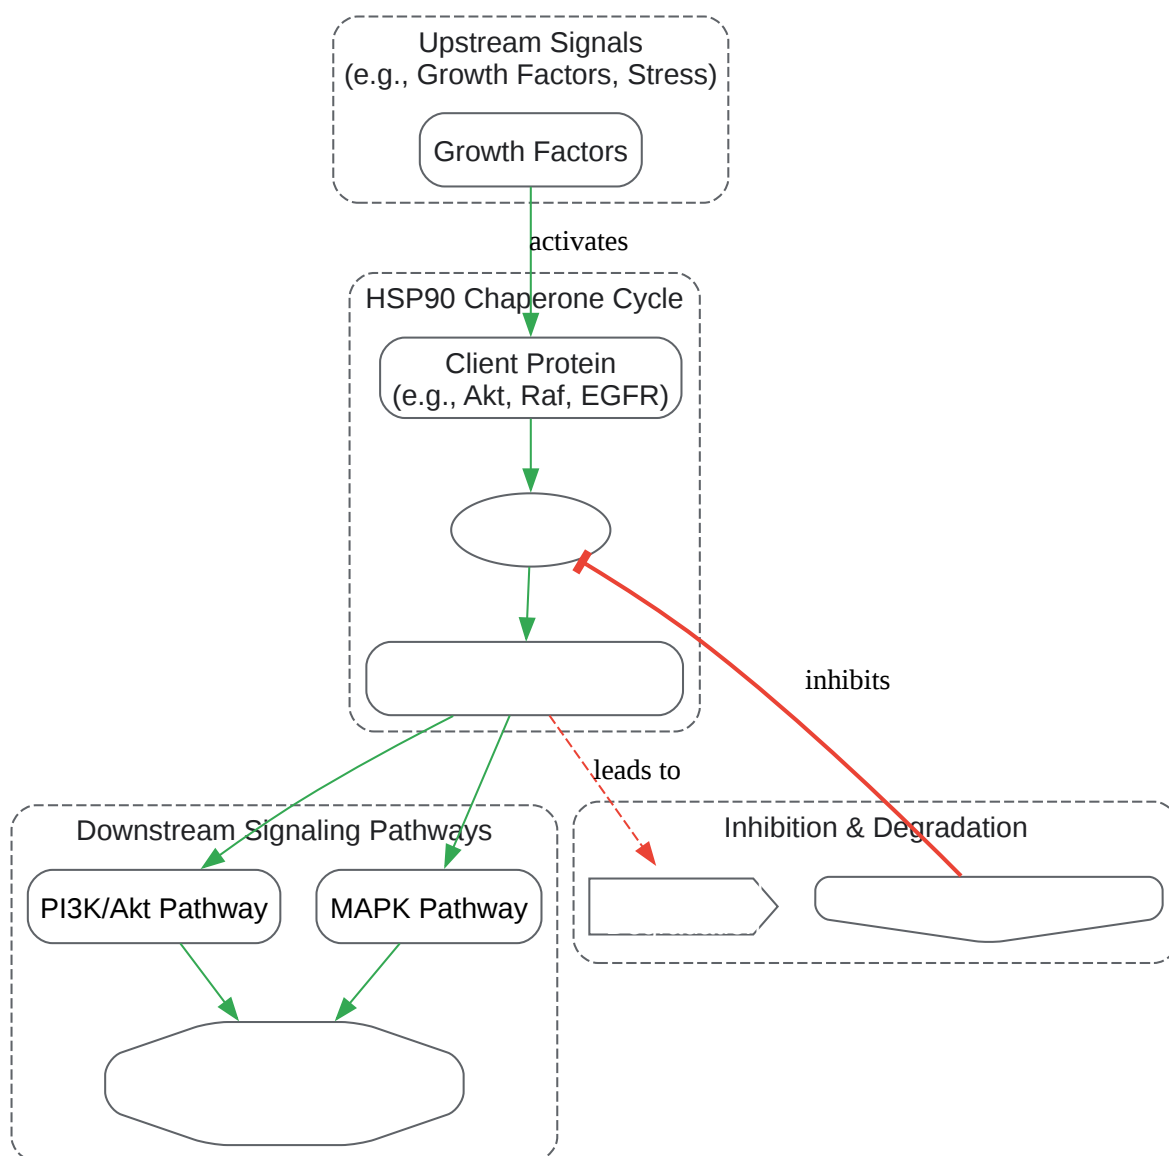 Upstream Signals
(e.g., Growth Factors, Stress)
Growth Factors
activates
HSP90 Chaperone Cycle
Client Protein
(e.g., Akt, Raf, EGFR)
inhibits
leads to
Downstream Signaling Pathways
Inhibition & Degradation
PI3K/Akt Pathway
MAPK Pathway